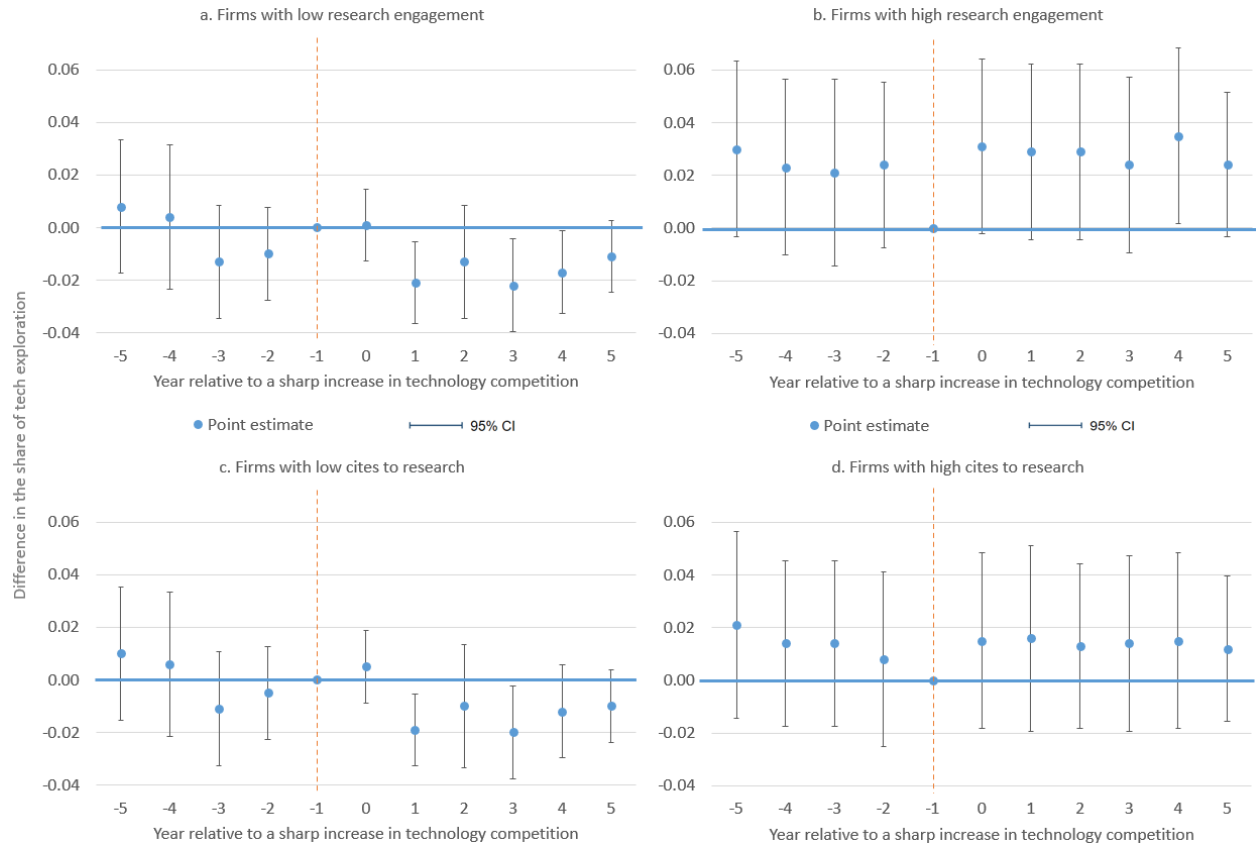 a. Firms with low research engagement
0.06
0.04
0.02
0.00
-0.02
-0.04
-5 -4 -3 -2 -1 0 1 2 3 4 5
Year relative to a sharp increase in technology competition
b. Firms with high research engagement
0.06
0.04
0.02
0.00
-0.02
-0.04
-5 -4 -3 -2 -1 0 1 2 3 4 5
Year relative to a sharp increase in technology competition
Difference in the share of tech exploration
Point estimate 95% CI
Point estimate 95% CI
c. Firms with low cites to research
0.06
0.04
0.02
0.00
-0.02
-0.04
-5 -4 -3 -2 -1 0 1 2 3 4 5
Year relative to a sharp increase in technology competition
d. Firms with high cites to research
0.06
0.04
0.02
0.00
-0.02
-0.04
-5 -4 -3 -2 -1 0 1 2 3 4 5
Year relative to a sharp increase in technology competition